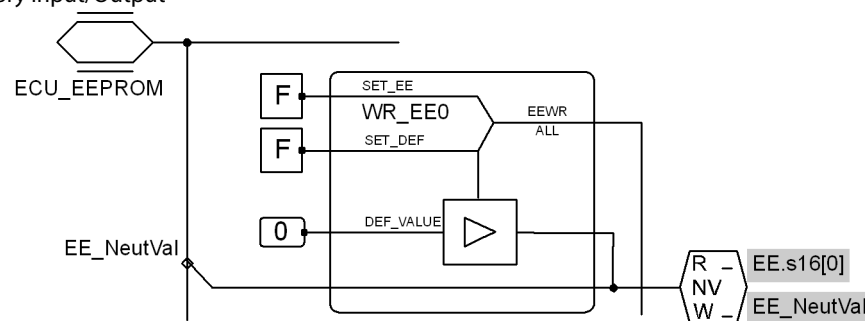 ory Input/Output
ECU_EEPROM
F
SET_EE
WR_EE0
EEWR
ALL
F
SET_DEF
0
DEF_VALUE
EE_NeutVal
R
EE.s16[0]
NV
W
EE_NeutVal